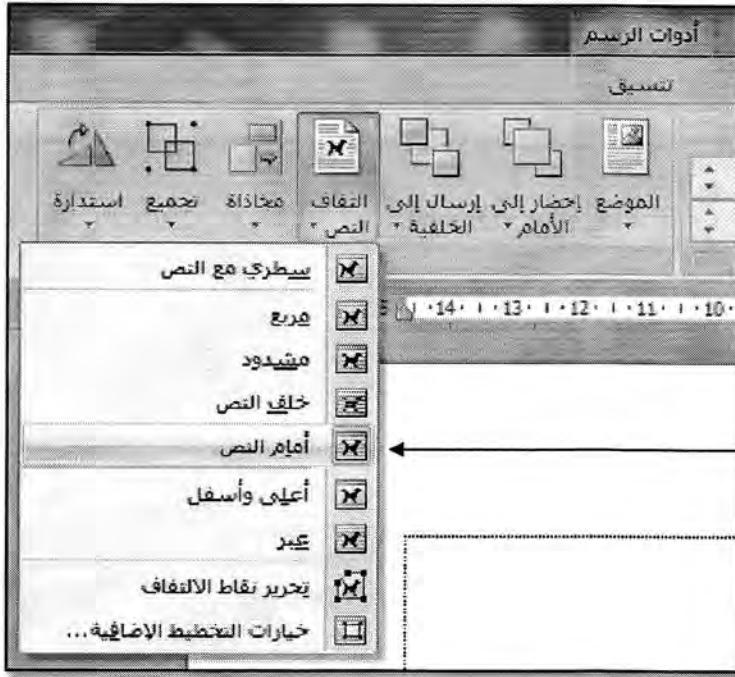 أدوات الرسم
تنسيق
الموضع
إحضار إلى الأمام
إرسال إلى الخلفية
التفاف النص
محاذاة
تجميع
استدارة
سطري مع النص
مربع
مشدود
خلف النص
أمام النص
أعلى وأسفل
عبر
تحرير نقاط الالتفاف
خيارات التخطيط الإضافية...
14 · 13 · 12 · 11 · 10